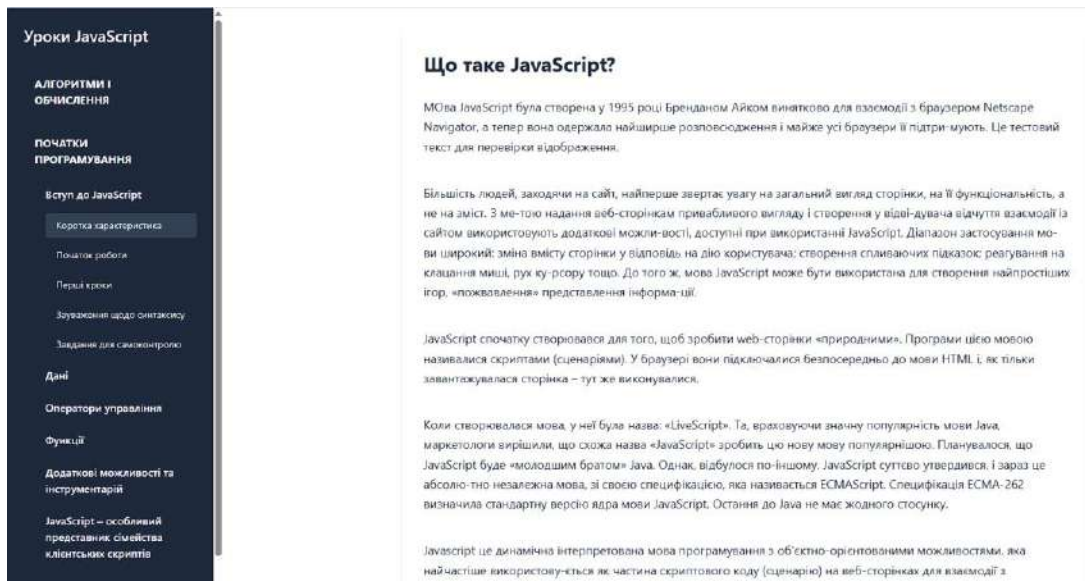 Уроки JavaScript
АЛГОРИТМИ І
ОБЧИСЛЕННЯ
ПОЧАТКИ
ПРОГРАМУВАННЯ
Вступ до JavaScript
Коротка характеристика
Початок роботи
Перші кроки
Зауваження щодо синтаксису
Завдання для самоконтролю
Дані
Оператори управління
Функції
Додаткові можливості та
інструментарій
JavaScript – особливий
представник сімейства
клієнтських скриптів
Що таке JavaScript?
МОва JavaScript була створена у 1995 році Бренданом Айком винятково для взаємодії з браузером Netscape
Navigator, а тепер вона одержала найширше розповсюдження і майже усі браузери її підтри-мують. Це тестовий
текст для перевірки відображення.
Більшість людей, заходячи на сайт, найперше звертає увагу на загальний вигляд сторінки, на її функціональність, а
не на зміст. З ме-тою надання веб-сторінкам привабливого вигляду і створення у відві-дувача відчуття взаємодії із
сайтом використовують додаткові можли-вості, доступні при використанні JavaScript. Діапазон застосування мо-
ви широкий: зміна вмісту сторінки у відповідь на дію користувача; створення спливаючих підказок; реагування на
клацання миші, рух ку-рсору тощо. До того ж, мова JavaScript може бути використана для створення найпростіших
ігор, «пожвавлення» представлення інформа-ції.
JavaScript спочатку створювався для того, щоб зробити web-сторінки «природними». Програми цією мовою
називалися скриптами (сценаріями). У браузері вони підключалися безпосередньо до мови HTML і, як тільки
завантажувалася сторінка – тут же виконувалися.
Коли створювалася мова, у неї була назва: «LiveScript». Та, враховуючи значну популярність мови Java,
маркетологи вирішили, що схожа назва «JavaScript» зробить цю нову мову популярнішою. Планувалося, що
JavaScript буде «молодшим братом» Java. Однак, відбулося по-іншому. JavaScript суттєво утвердився, і зараз це
абсолю-тно незалежна мова, зі своєю специфікацією, яка називається ECMAScript. Специфікація ECMA-262
визначила стандартну версію ядра мови JavaScript. Остання до Java не має жодного стосунку.
Javascript це динамічна інтерпретована мова програмування з об'єктно-орієнтованими можливостями, яка
найчастіше використову-ється як частина скриптового коду (сценарію) на веб-сторінках для взаємодії з